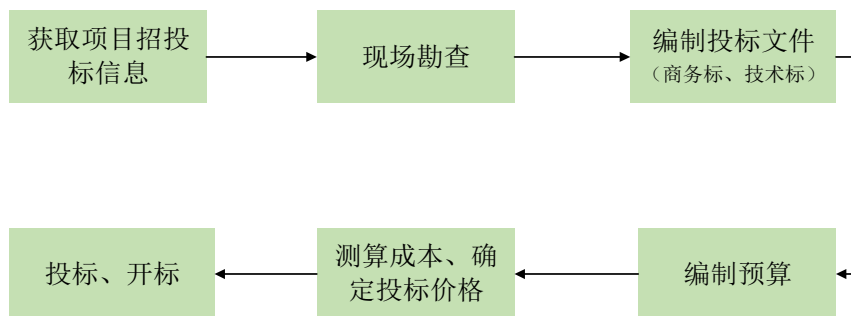 获取项目招投
标信息
现场勘查
编制投标文件
（商务标、技术标）
编制预算
测算成本、确
定投标价格
投标、开标